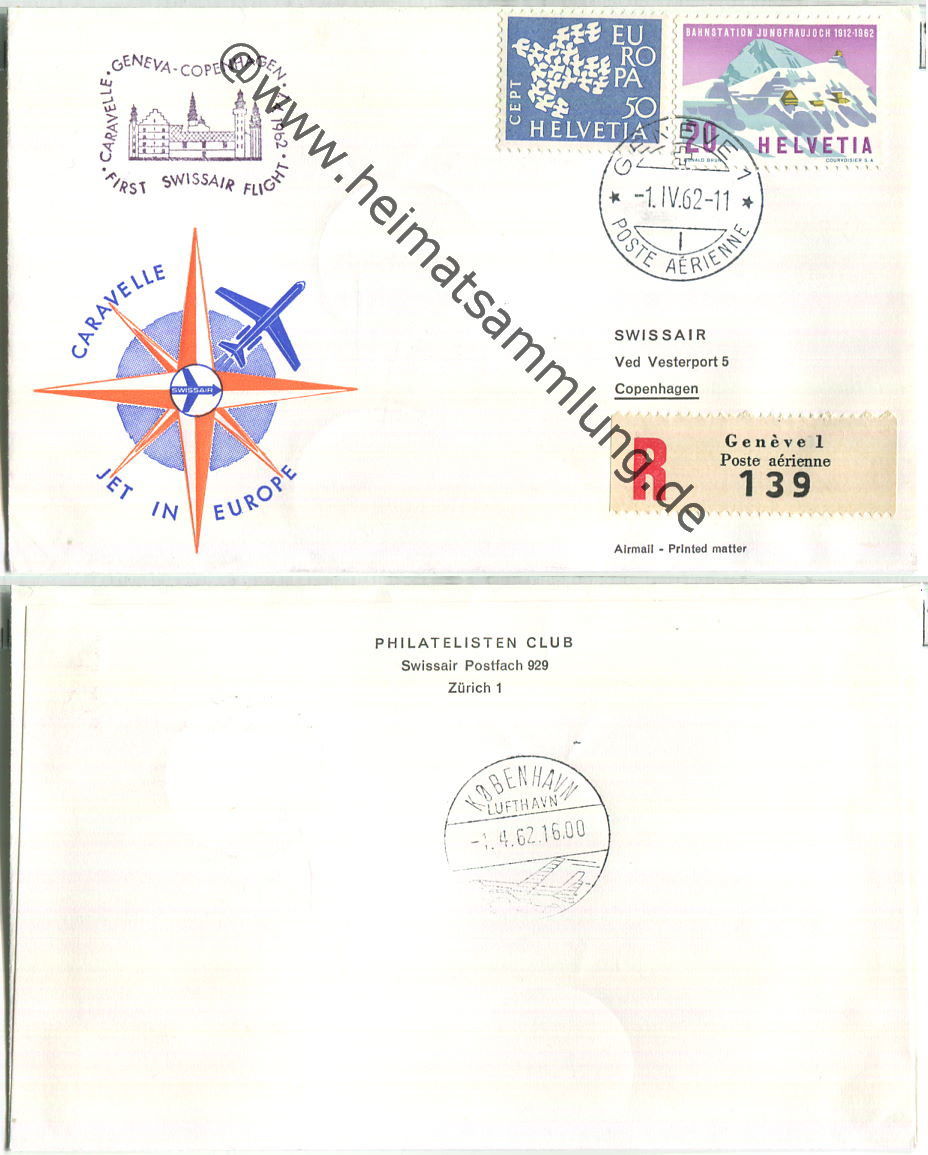 CARAVELLE · GENEVA - COPENHAGEN · 1962 ·
· FIRST SWISSAIR FLIGHT ·
EUROPA
CEPT
50
HELVETIA
BAHNSTATION JUNGFRAUJOCH 1912-1962
20 HELVETIA
COURVOISIER S.A
GENÈVE 1
-1. IV. 62-11
POSTE AÉRIENNE
@www.heimatsammlung.de
CARAVELLE
SWISSAIR
JET IN EUROPE
SWISSAIR
Ved Vesterport 5
Copenhagen
R
Genève 1
Poste aérienne
139
Airmail - Printed matter
PHILATELISTEN CLUB
Swissair Postfach 929
Zürich 1
KØBENHAVN
LUFTHAVN
-1. 4. 62. 16.00